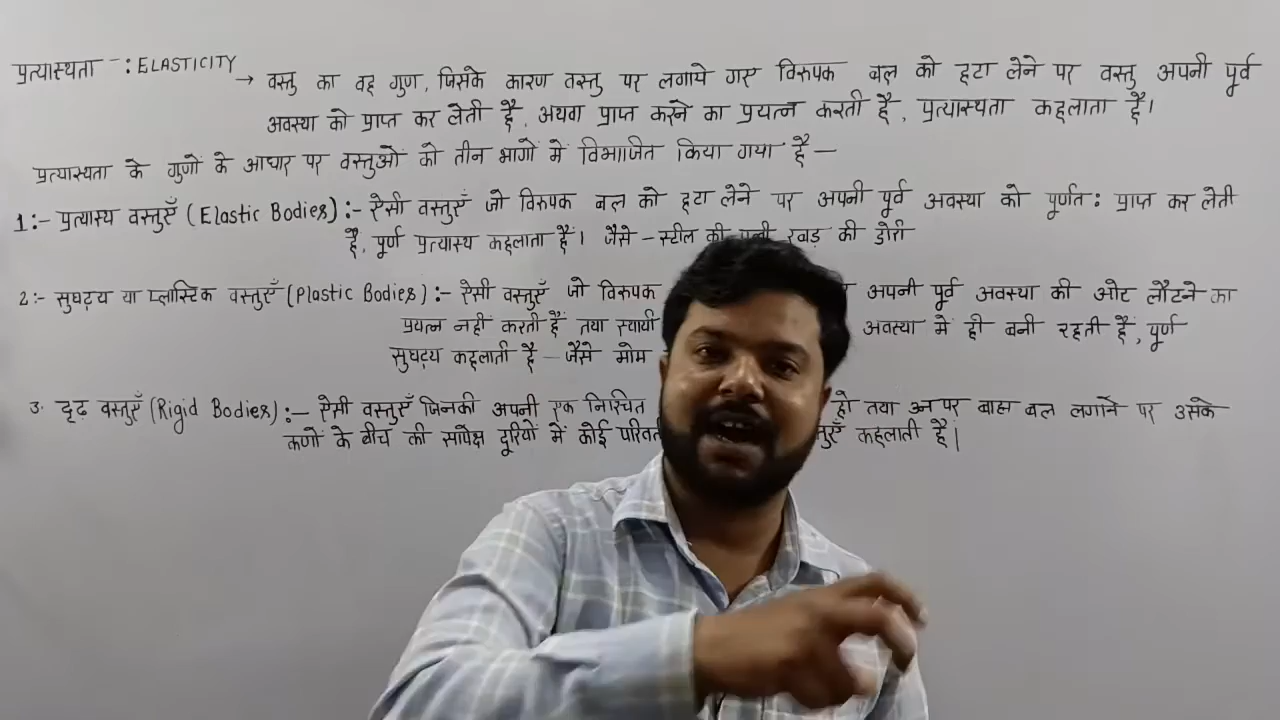 प्रत्यास्थता -: ELASTICITY
→ वस्तु का वह गुण, जिसके कारण वस्तु पर लगाये गए विरुपक बल को हटा लेने पर वस्तु अपनी पूर्व
अवस्था को प्राप्त कर लेती है, अथवा प्राप्त करने का प्रयत्न करती है, प्रत्यास्थता कहलाता है।
प्रत्यास्थता के गुणों के आधार पर वस्तुओं को तीन भागों में विभाजित किया गया है —
1:- प्रत्यास्थ वस्तुएँ (Elastic Bodies) :- ऐसी वस्तुएँ जो विरुपक बल को हटा लेने पर अपनी पूर्व अवस्था को पूर्णत: प्राप्त कर लेती
है, पूर्ण प्रत्यास्थ कहलाता है। जैसे - स्टील की रबड़ की डोरी
2:- सुघट्य या प्लास्टिक वस्तुएँ (Plastic Bodies) :- ऐसी वस्तुएँ जो विरुपक अपनी पूर्व अवस्था की ओर लौटने का
प्रयत्न नहीं करती हैं तथा स्थायी अवस्था में ही बनी रहती हैं, पूर्ण
सुघट्य कहलाती है - जैसे मोम
3. दृढ़ वस्तुएँ (Rigid Bodies) :- ऐसी वस्तुएँ जिनकी अपनी एक निश्चित हो तथा उन पर बाह्य बल लगाने पर उसके
कणों के बीच की सापेक्ष दूरियों में कोई कहलाती है|